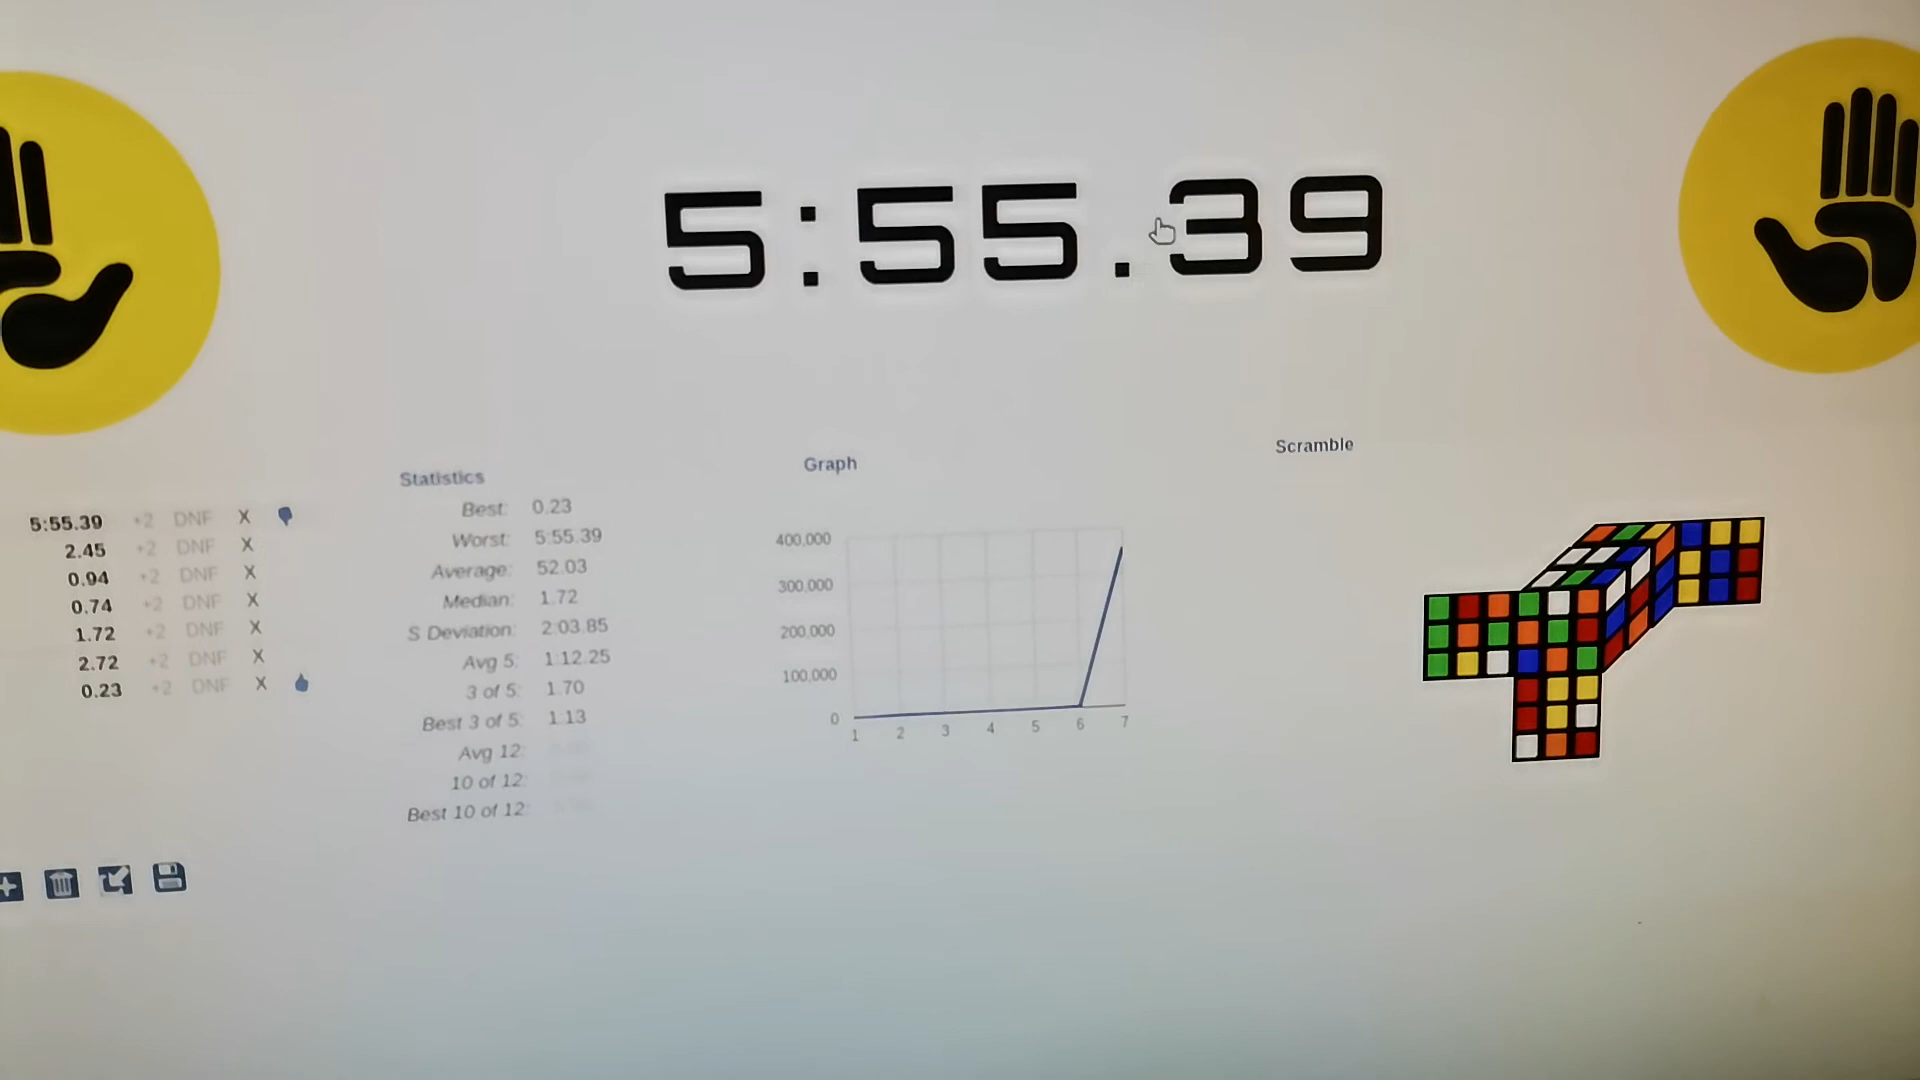 5:55.39
Scramble
Graph
Statistics
5:55.39 +2 DNF X
2.45 +2 DNF X
0.94 +2 DNF X
0.74 +2 DNF X
1.72 +2 DNF X
2.72 +2 DNF X
0.23 +2 DNF X
Best: 0.23
Worst: 5:55.39
Average: 52.03
Median: 1.72
S Deviation: 2:03.85
Avg 5: 1:12.25
3 of 5: 1.70
Best 3 of 5: 1.13
Avg 12:
10 of 12:
Best 10 of 12:
400,000
300,000
200,000
100,000
0
1 2 3 4 5 6 7